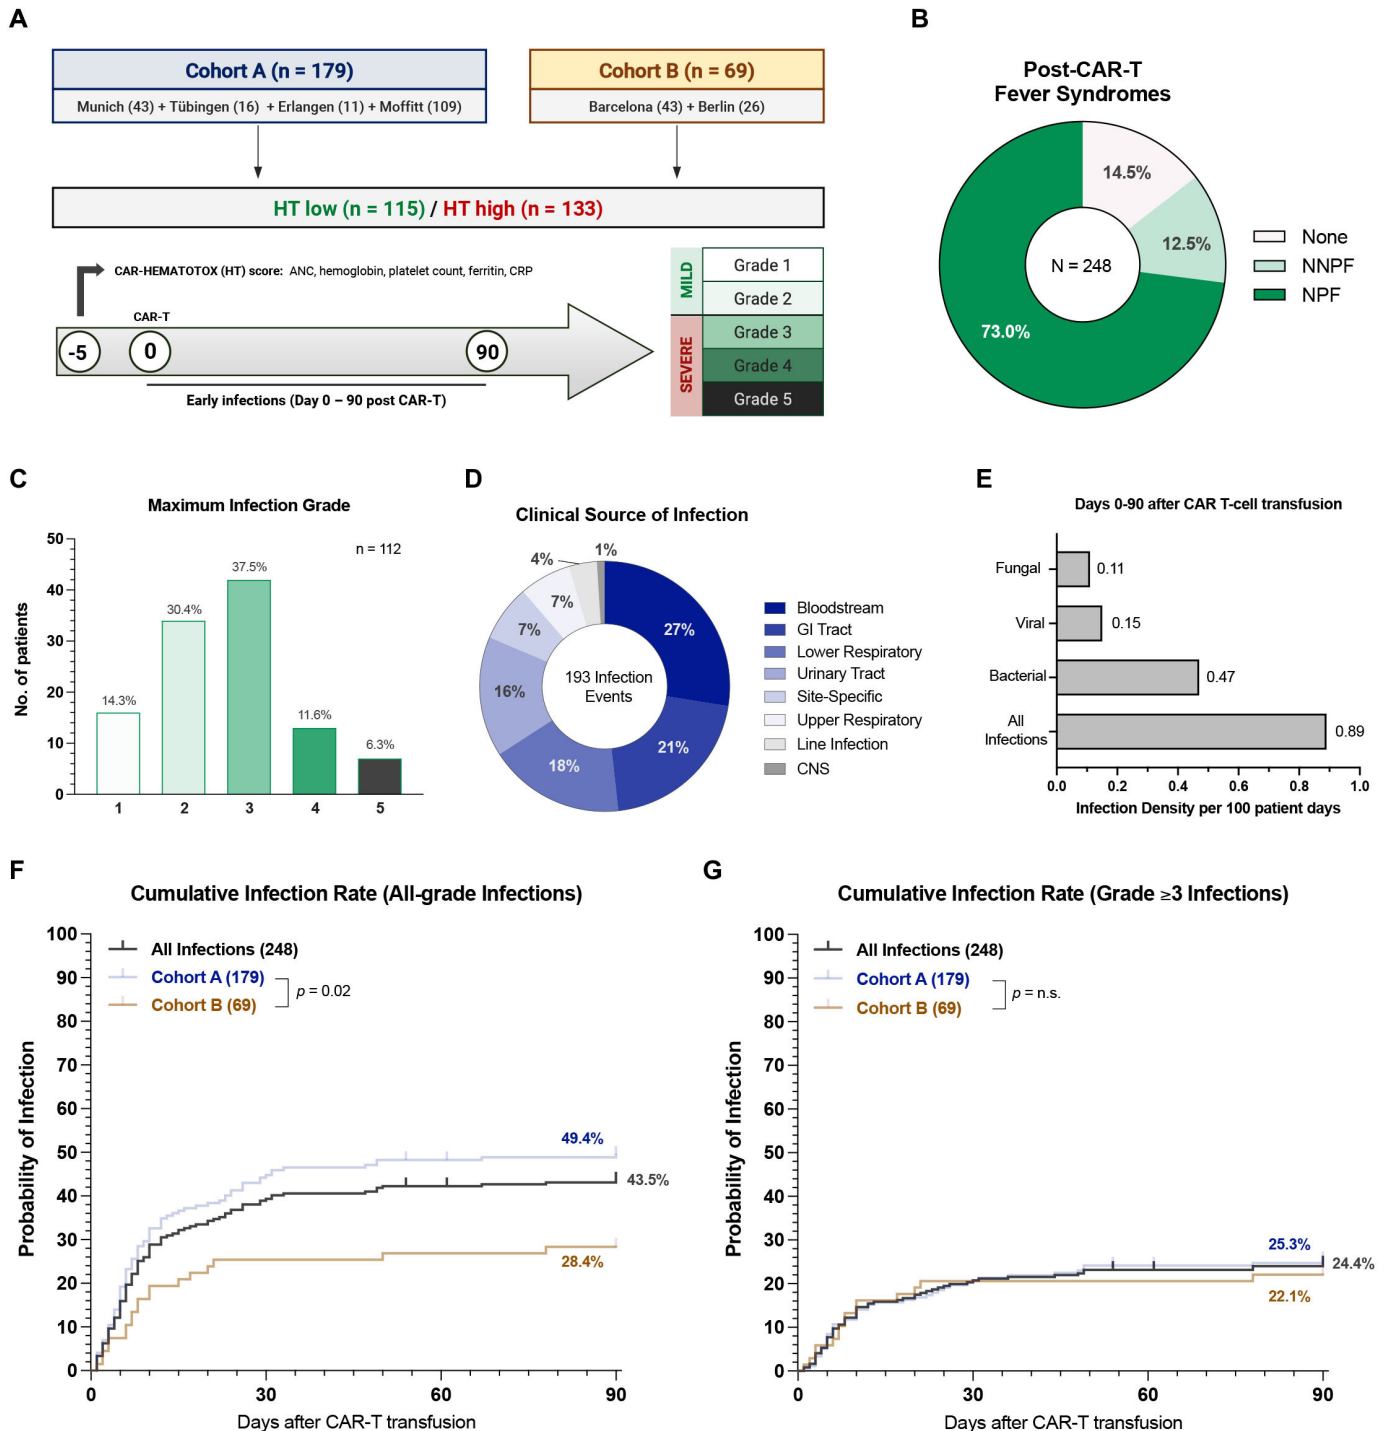 A
Cohort A (n = 179)
Munich (43) + Tübingen (16) + Erlangen (11) + Moffitt (109)
Cohort B (n = 69)
Barcelona (43) + Berlin (26)
HT low (n = 115) / HT high (n = 133)
CAR-HEMATOTOX (HT) score: ANC, hemoglobin, platelet count, ferritin, CRP
CAR-T
-5
0
90
Early infections (Day 0 – 90 post CAR-T)
MILD
SEVERE
Grade 1
Grade 2
Grade 3
Grade 4
Grade 5
B
Post-CAR-T
Fever Syndromes
14.5%
12.5%
73.0%
N = 248
None
NNPF
NPF
C
Maximum Infection Grade
n = 112
No. of patients
50
40
30
20
10
0
14.3%
30.4%
37.5%
11.6%
6.3%
1
2
3
4
5
D
Clinical Source of Infection
4%
1%
7%
7%
27%
16%
21%
18%
193 Infection
Events
Bloodstream
GI Tract
Lower Respiratory
Urinary Tract
Site-Specific
Upper Respiratory
Line Infection
CNS
E
Days 0-90 after CAR T-cell transfusion
Fungal
0.11
Viral
0.15
Bacterial
0.47
All
Infections
0.89
0.0
0.2
0.4
0.6
0.8
1.0
Infection Density per 100 patient days
F
Cumulative Infection Rate (All-grade Infections)
Probability of Infection
100
90
80
70
60
50
40
30
20
10
0
All Infections (248)
Cohort A (179)
Cohort B (69)
p = 0.02
49.4%
43.5%
28.4%
0
30
60
90
Days after CAR-T transfusion
G
Cumulative Infection Rate (Grade ≥3 Infections)
Probability of Infection
100
90
80
70
60
50
40
30
20
10
0
All Infections (248)
Cohort A (179)
Cohort B (69)
p = n.s.
25.3%
24.4%
22.1%
0
30
60
90
Days after CAR-T transfusion